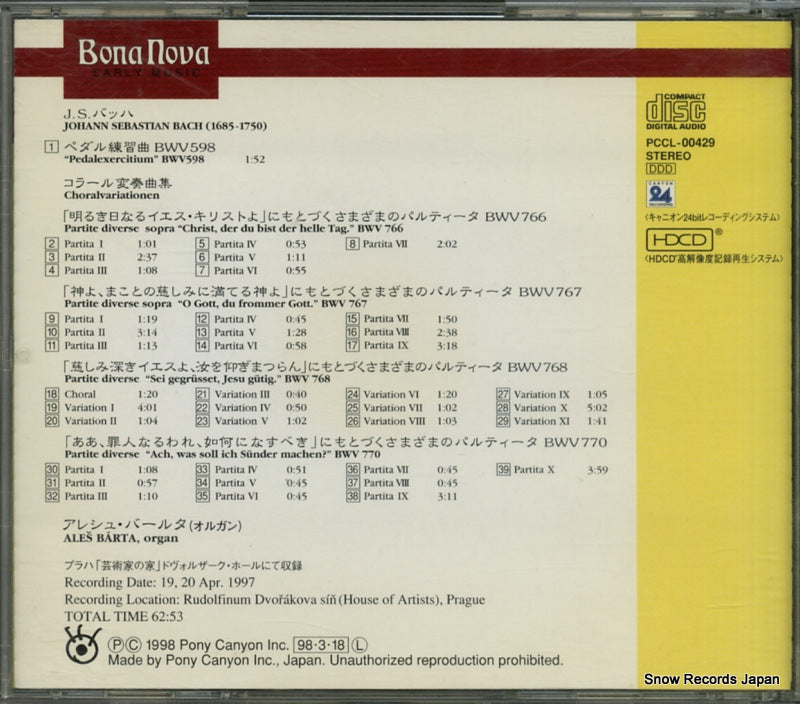 Bona Nova
EARLY MUSIC
J.S.バッハ
JOHANN SEBASTIAN BACH (1685-1750)
1 ペダル練習曲 BWV598
“Pedalexercitium” BWV598 1:52
コラール変奏曲集
Choralvariationen
「明るき日なるイエス・キリストよ」にもとづくさまざまのパルティータ BWV766
Partite diverse sopra “Christ, der du bist der helle Tag.” BWV 766
2 Partita I 1:01 5 Partita IV 0:53 8 Partita VII 2:02
3 Partita II 2:37 6 Partita V 1:11
4 Partita III 1:08 7 Partita VI 0:55
「神よ、まことの慈しみに満てる神よ」にもとづくさまざまのパルティータ BWV767
Partite diverse sopra “O Gott, du frommer Gott.” BWV 767
9 Partita I 1:19 12 Partita IV 0:45 15 Partita VII 1:50
10 Partita II 3:14 13 Partita V 1:28 16 Partita VIII 2:38
11 Partita III 1:13 14 Partita VI 0:58 17 Partita IX 3:18
「慈しみ深きイエスよ、汝を仰ぎまつらん」にもとづくさまざまのパルティータ BWV768
Partite diverse “Sei gegrüsset, Jesu gütig.” BWV 768
18 Choral 1:20 21 Variation III 0:40 24 Variation VI 1:20 27 Variation IX 1:05
19 Variation I 4:01 22 Variation IV 0:50 25 Variation VII 1:02 28 Variation X 5:02
20 Variation II 1:04 23 Variation V 1:02 26 Variation VIII 1:03 29 Variation XI 1:41
「ああ、罪人なるわれ、如何になすべき」にもとづくさまざまのパルティータ BWV770
Partite diverse “Ach, was soll ich Sünder machen?” BWV 770
30 Partita I 1:08 33 Partita IV 0:51 36 Partita VII 0:45 39 Partita X 3:59
31 Partita II 0:57 34 Partita V 0:45 37 Partita VIII 0:45
32 Partita III 1:10 35 Partita VI 0:45 38 Partita IX 3:11
アレシュ・バールタ(オルガン)
ALEŠ BÁRTA, organ
プラハ「芸術家の家」ドヴォルザーク・ホールにて収録
Recording Date: 19, 20 Apr. 1997
Recording Location: Rudolfinum Dvořákova síň (House of Artists), Prague
TOTAL TIME 62:53
Ⓟ© 1998 Pony Canyon Inc. 98・3・18 Ⓛ
Made by Pony Canyon Inc., Japan. Unauthorized reproduction prohibited.
COMPACT
disc
DIGITAL AUDIO
PCCL-00429
STEREO
DDD
CANYON
24
RECORDING
〈キャニオン24bitレコーディングシステム〉
HDCD®
〈HDCD®高解像度記録再生システム〉
Snow Records Japan